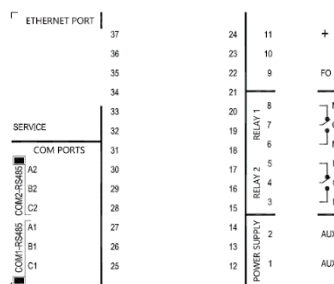 ETHERNET PORT
37 24 11 +
36 23 10
35 22 9 FO
34 21
33 20 8
SERVICE
32 19 RELAY 1 7
COM PORTS
31 18 6
COM2-RS485 A2 30 17 5
B2 29 16 RELAY 2 4
C2 28 15 3
COM1-RS485 A1 27 14
B1 26 13 POWER SUPPLY 2 AUX
C1 25 12 1 AUX